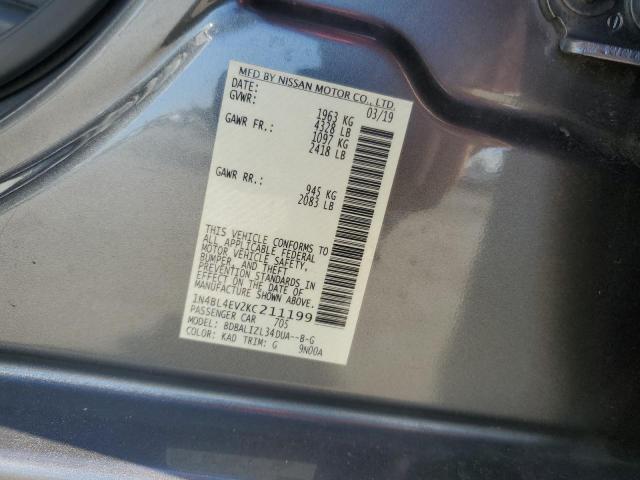 MFD BY NISSAN MOTOR CO., LTD.
DATE: 03/19
GVWR: 1963 KG
4328 LB
GAWR FR.: 1097 KG
2418 LB
GAWR RR.: 945 KG
2083 LB
THIS VEHICLE CONFORMS TO
ALL APPLICABLE FEDERAL
MOTOR VEHICLE SAFETY,
BUMPER, AND THEFT
PREVENTION STANDARDS IN
EFFECT ON THE DATE OF
MANUFACTURE SHOWN ABOVE.
1N4BL4EV2KC211199
PASSENGER CAR 705
MODEL: BDBALIZL34DUA--B-G
COLOR: KAD TRIM: G 9N00A